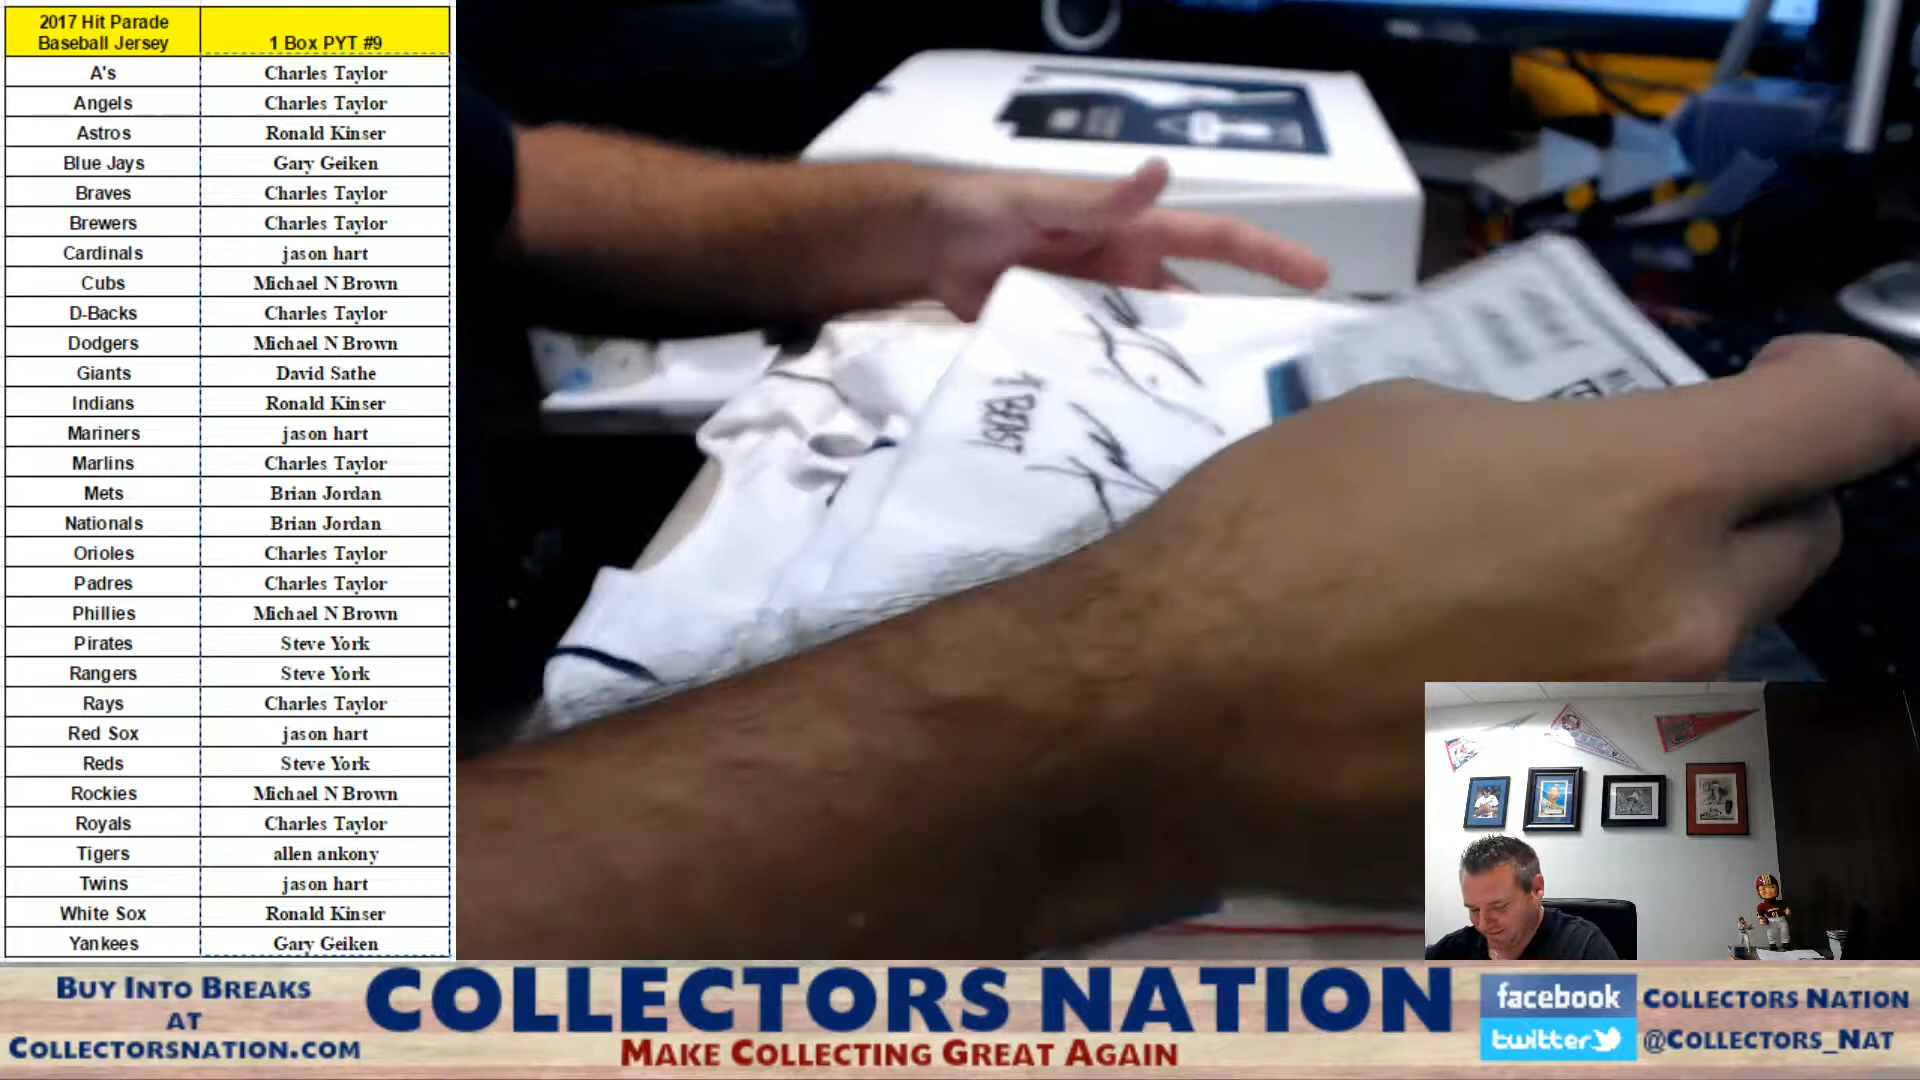 2017 Hit Parade
Baseball Jersey
1 Box PYT #9
A's Charles Taylor
Angels Charles Taylor
Astros Ronald Kinser
Blue Jays Gary Geiken
Braves Charles Taylor
Brewers Charles Taylor
Cardinals jason hart
Cubs Michael N Brown
D-Backs Charles Taylor
Dodgers Michael N Brown
Giants David Sathe
Indians Ronald Kinser
Mariners jason hart
Marlins Charles Taylor
Mets Brian Jordan
Nationals Brian Jordan
Orioles Charles Taylor
Padres Charles Taylor
Phillies Michael N Brown
Pirates Steve York
Rangers Steve York
Rays Charles Taylor
Red Sox jason hart
Reds Steve York
Rockies Michael N Brown
Royals Charles Taylor
Tigers allen ankony
Twins jason hart
White Sox Ronald Kinser
Yankees Gary Geiken
BUY INTO BREAKS
AT
COLLECTORSNATION.COM
COLLECTORS NATION
MAKE COLLECTING GREAT AGAIN
facebook COLLECTORS NATION
twitter @COLLECTORS_NAT